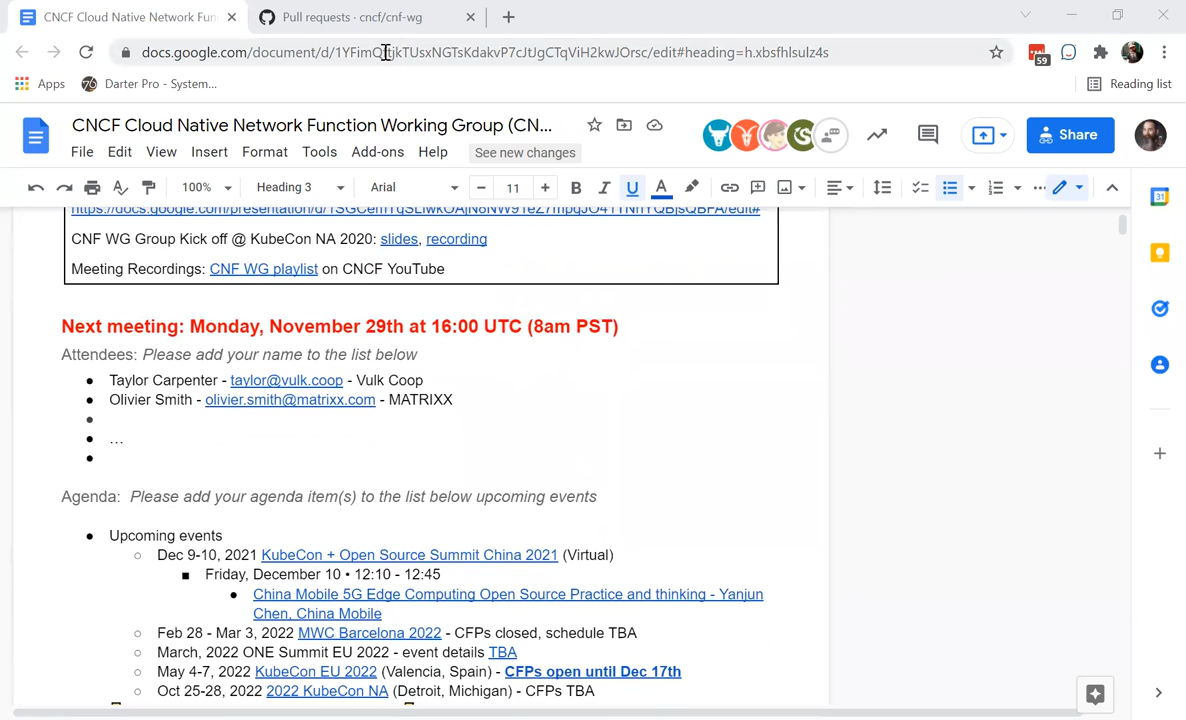 CNCF Cloud Native Network Fun
Pull requests · cncf/cnf-wg
docs.google.com/document/d/
59
Apps
Darter Pro - System...
Reading list
CNCF Cloud Native Network Function Working Group (CN...
Share
File Edit View Insert Format Tools Add-ons Help See new changes
100% Heading 3 Arial 11 B I U A
31
CNF WG Group Kick off @ KubeCon NA 2020: slides, recording
Meeting Recordings: CNF WG playlist on CNCF YouTube
Next meeting: Monday, November 29th at 16:00 UTC (8am PST)
Attendees: Please add your name to the list below
Taylor Carpenter - taylor@vulk.coop - Vulk Coop
Olivier Smith - olivier.smith@matrixx.com - MATRIXX
...
Agenda: Please add your agenda item(s) to the list below upcoming events
Upcoming events
Dec 9-10, 2021 KubeCon + Open Source Summit China 2021 (Virtual)
Friday, December 10 • 12:10 - 12:45
China Mobile 5G Edge Computing Open Source Practice and thinking - Yanjun
Chen, China Mobile
Feb 28 - Mar 3, 2022 MWC Barcelona 2022 - CFPs closed, schedule TBA
March, 2022 ONE Summit EU 2022 - event details TBA
May 4-7, 2022 KubeCon EU 2022 (Valencia, Spain) - CFPs open until Dec 17th
Oct 25-28, 2022 2022 KubeCon NA (Detroit, Michigan) - CFPs TBA